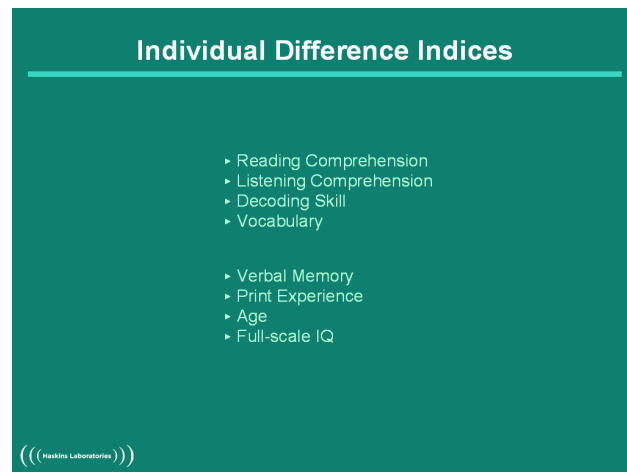 Individual Difference Indices
▸ Reading Comprehension
▸ Listening Comprehension
▸ Decoding Skill
▸ Vocabulary
▸ Verbal Memory
▸ Print Experience
▸ Age
▸ Full-scale IQ
(((Haskins Laboratories)))